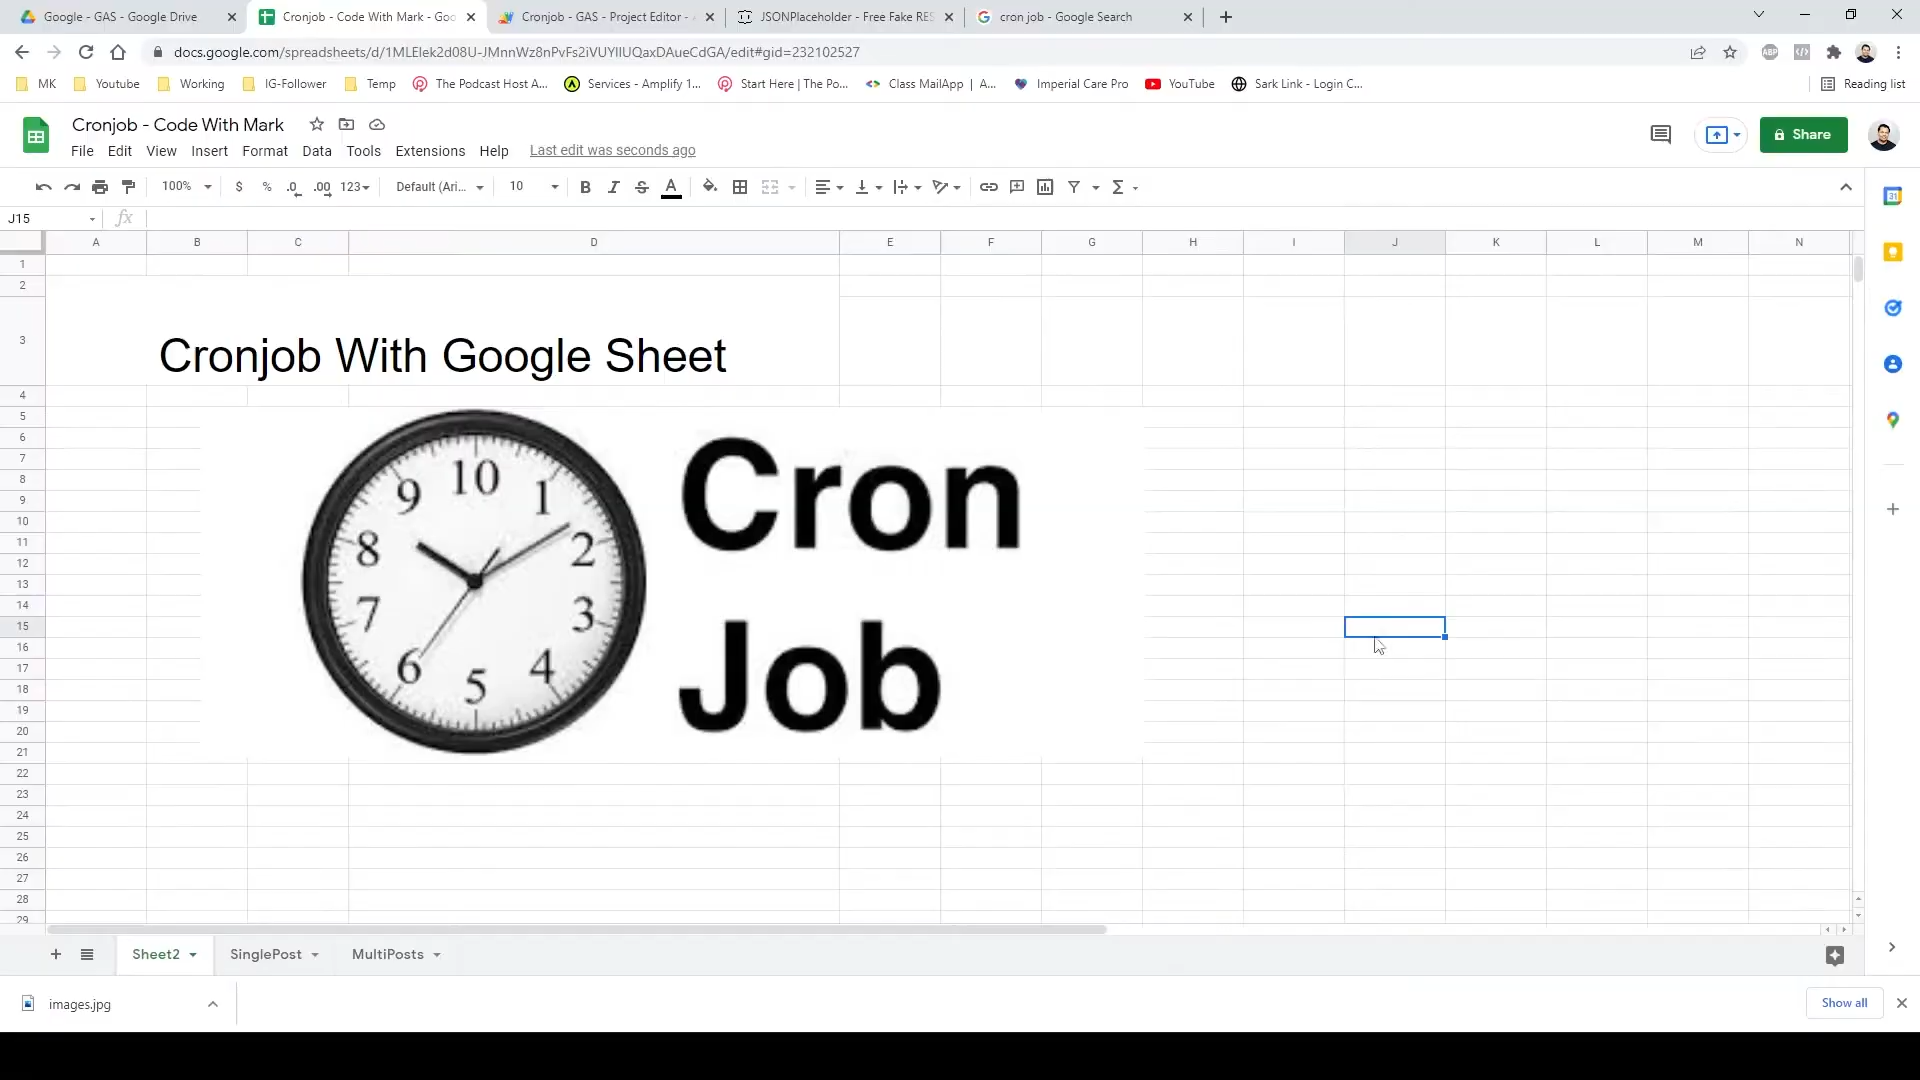 Google - GAS - Google Drive
Cronjob - Code With Mark - Goo
Cronjob - GAS - Project Editor -
JSONPlaceholder - Free Fake RES
cron job - Google Search
docs.google.com/spreadsheets/d/1MLElek2d08U-JMnnWz8nPvFs2iVUYlIUQaxDAueCdGA/edit#gid=232102527
MK
Youtube
Working
IG-Follower
Temp
The Podcast Host A...
Services - Amplify 1...
Start Here | The Po...
Class MailApp | A...
Imperial Care Pro
YouTube
Sark Link - Login C...
Reading list
Cronjob - Code With Mark
Share
File Edit View Insert Format Data Tools Extensions Help Last edit was seconds ago
100% $ % .0 .00 123 Default (Ari... 10 B I S A
J15 fx
A B C D E F G H I J K L M N
1
2
3
Cronjob With Google Sheet
4
5
6
7
8
9
10
11
12
13
14
15
16
17
18
19
20
21
22
23
24
25
26
27
28
29
10
9 1
8 2
7 3
6 4
5
Cron
Job
Sheet2 SinglePost MultiPosts
images.jpg
Show all